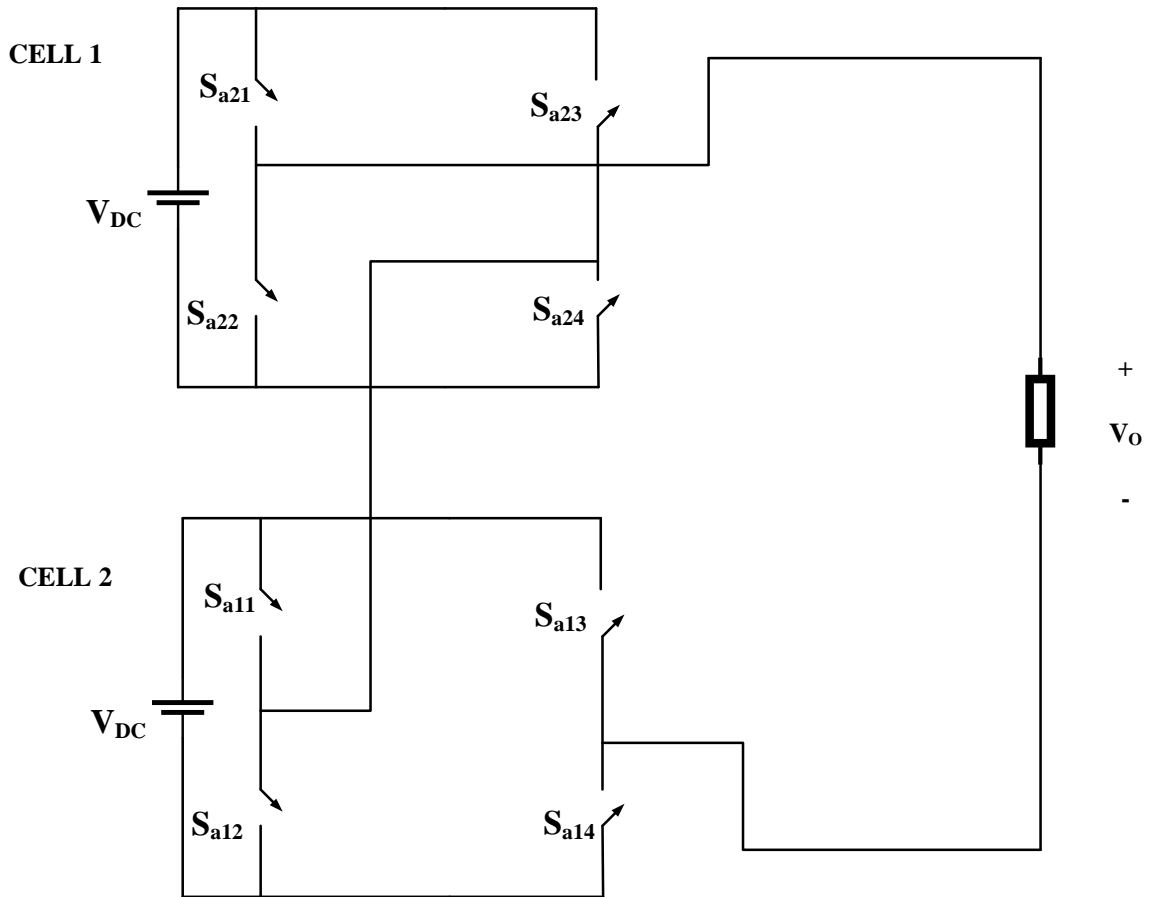 CELL 1
Sa21
Sa23
VDC
Sa22
Sa24
+
VO
-
CELL 2
Sa11
Sa13
VDC
Sa12
Sa14